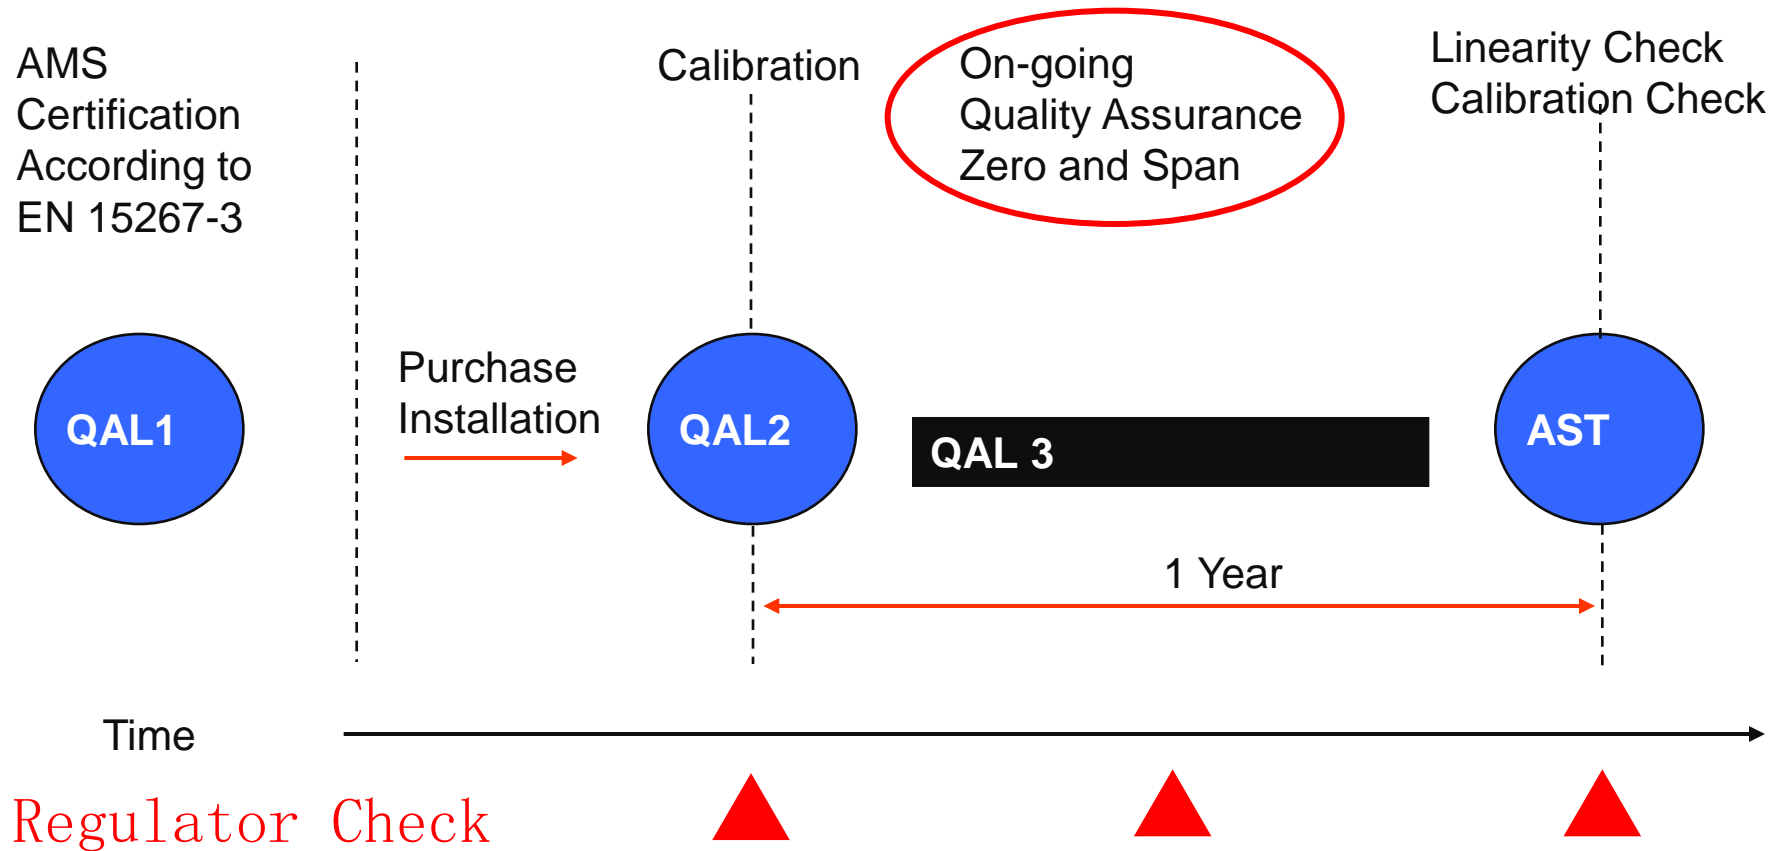 AMS
Certification
According to
EN 15267-3
Calibration
On-going
Quality Assurance
Zero and Span
Linearity Check
Calibration Check
QAL1
Purchase
Installation
QAL2
QAL 3
AST
1 Year
Time
Regulator Check